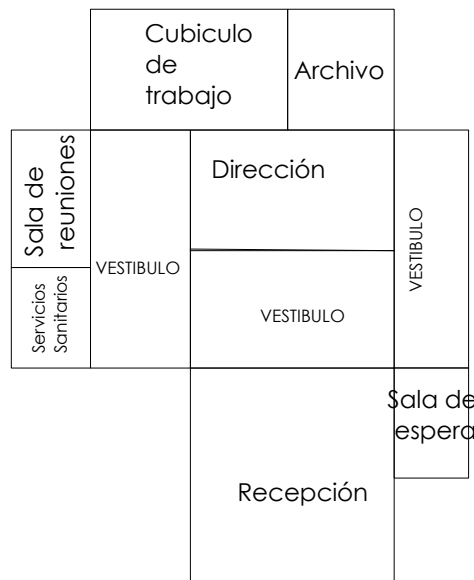 Cubiculo
de
trabajo
Archivo
Sala de
reuniones
Dirección
VESTIBULO
VESTIBULO
VESTIBULO
Servicios
Sanitarios
Sala de
espera
Recepción